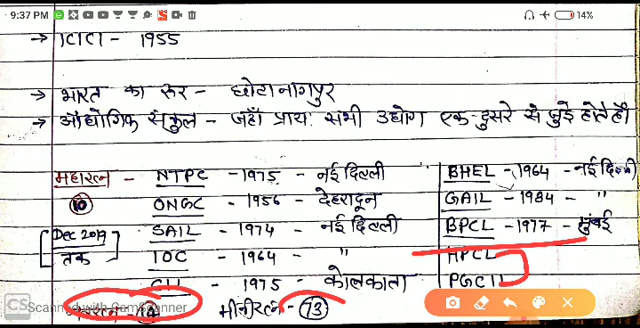 9:37 PM 14%
→ ICICI - 1955
→ भारत का रूर - छोटानागपुर
→ औद्योगिक संकुल - जहाँ प्रायः सभी उद्योग एक-दुसरे से जुड़े होते हैं
महारत्न - NTPC - 1975 - नई दिल्ली BHEL - 1964 - नई दिल्ली
10 ONGC - 1956 - देहरादून GAIL - 1984 - "
[Dec 2019 SAIL - 1974 - नई दिल्ली BPCL - 1977 - मुंबई
तक] IOC - 1964 - " HPCL
CIL 1975 कोलकाता PGCIL
मीनीरत्न - 73
CS Scanned with CamScanner